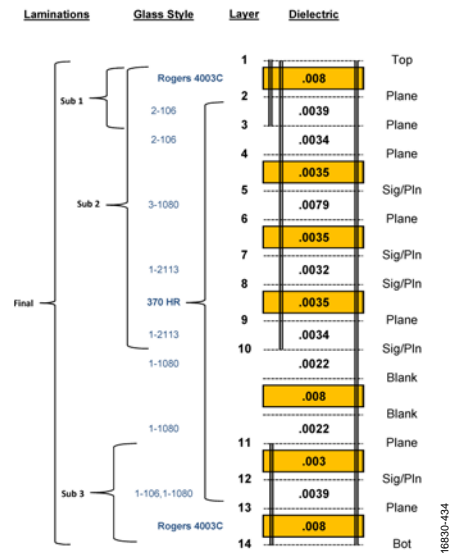 Laminations Glass Style Layer Dielectric
1 Top
Rogers 4003C .008
Sub 1 2 Plane
2-106 .0039
3 Plane
2-106 .0034
4 Plane
.0035
5 Sig/Pln
Sub 2 3-1080 .0079
6 Plane
.0035
7 Sig/Pln
1-2113 .0032
8 Sig/Pln
Final 370 HR .0035
9 Plane
1-2113 .0034
10 Sig/Pln
1-1080 .0022
Blank
.008
Blank
1-1080 .0022
11 Plane
.003
12 Sig/Pln
Sub 3 1-106,1-1080 .0039
13 Plane
Rogers 4003C .008
14 Bot
16830-434